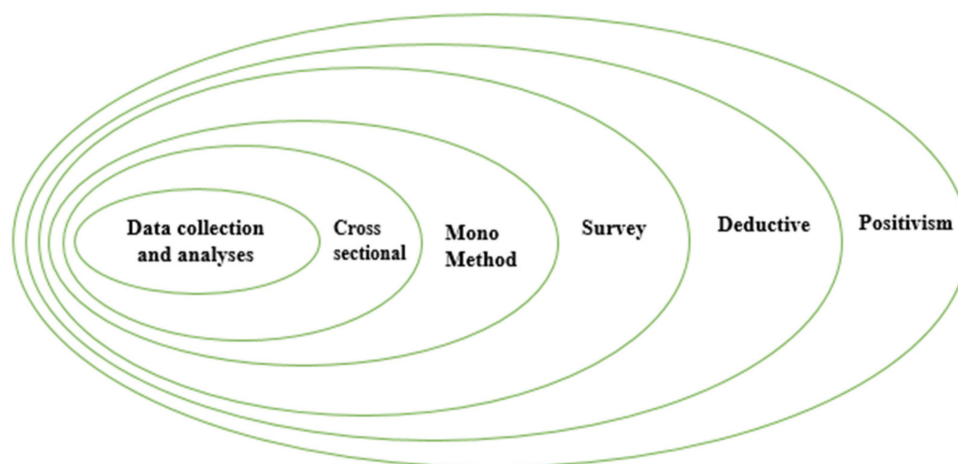 Data collection
and analyses
Cross
sectional
Mono
Method
Survey
Deductive
Positivism